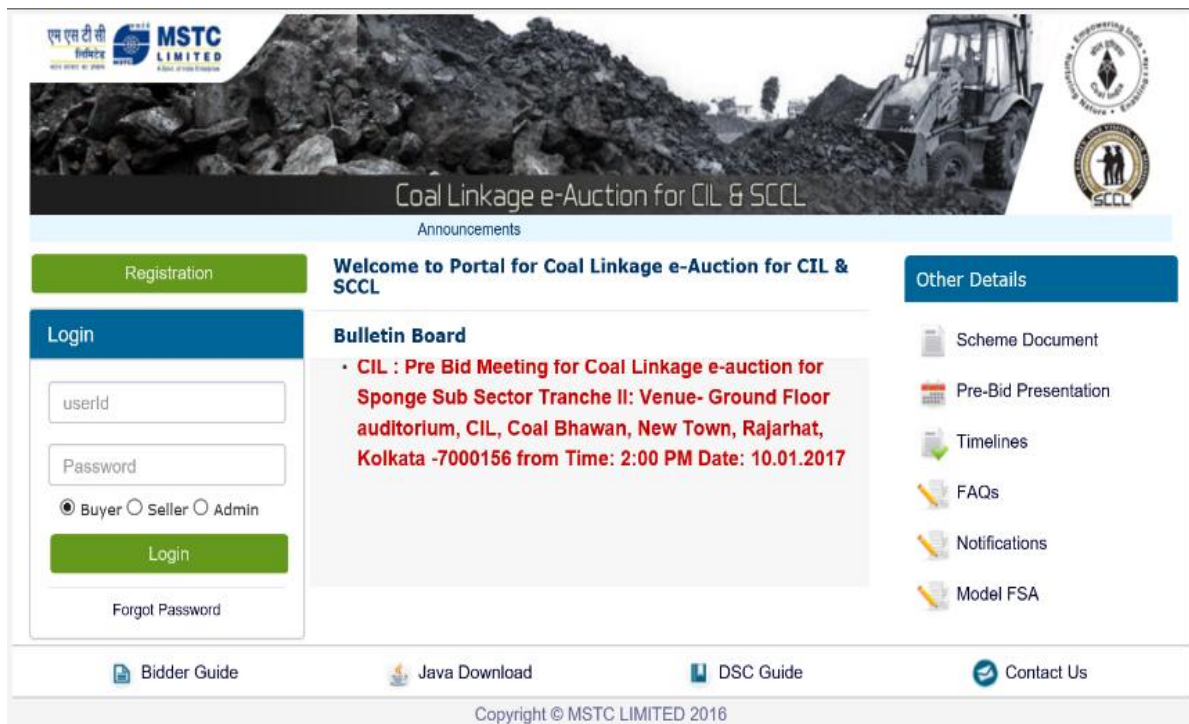 एम एस टी सी
लिमिटेड
MSTC
LIMITED
MSTC
Coal India
SCCL
Coal Linkage e-Auction for CIL & SCCL
Announcements
Registration
Login
userId
Password
Buyer Seller Admin
Login
Forgot Password
Welcome to Portal for Coal Linkage e-Auction for CIL &
SCCL
Bulletin Board
• CIL : Pre Bid Meeting for Coal Linkage e-auction for
Sponge Sub Sector Tranche II: Venue- Ground Floor
auditorium, CIL, Coal Bhawan, New Town, Rajarhat,
Kolkata -7000156 from Time: 2:00 PM Date: 10.01.2017
Other Details
Scheme Document
Pre-Bid Presentation
Timelines
FAQs
Notifications
Model FSA
Bidder Guide
Java Download
DSC Guide
Contact Us
Copyright © MSTC LIMITED 2016